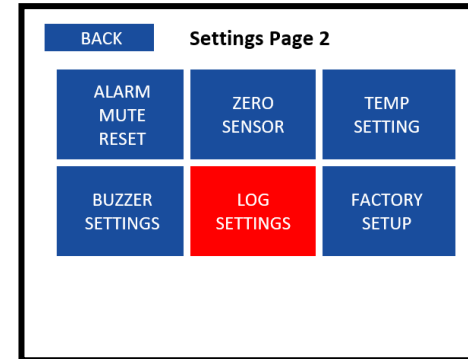 BACK
Settings Page 2
ALARM
MUTE
RESET
ZERO
SENSOR
TEMP
SETTING
BUZZER
SETTINGS
LOG
SETTINGS
FACTORY
SETUP